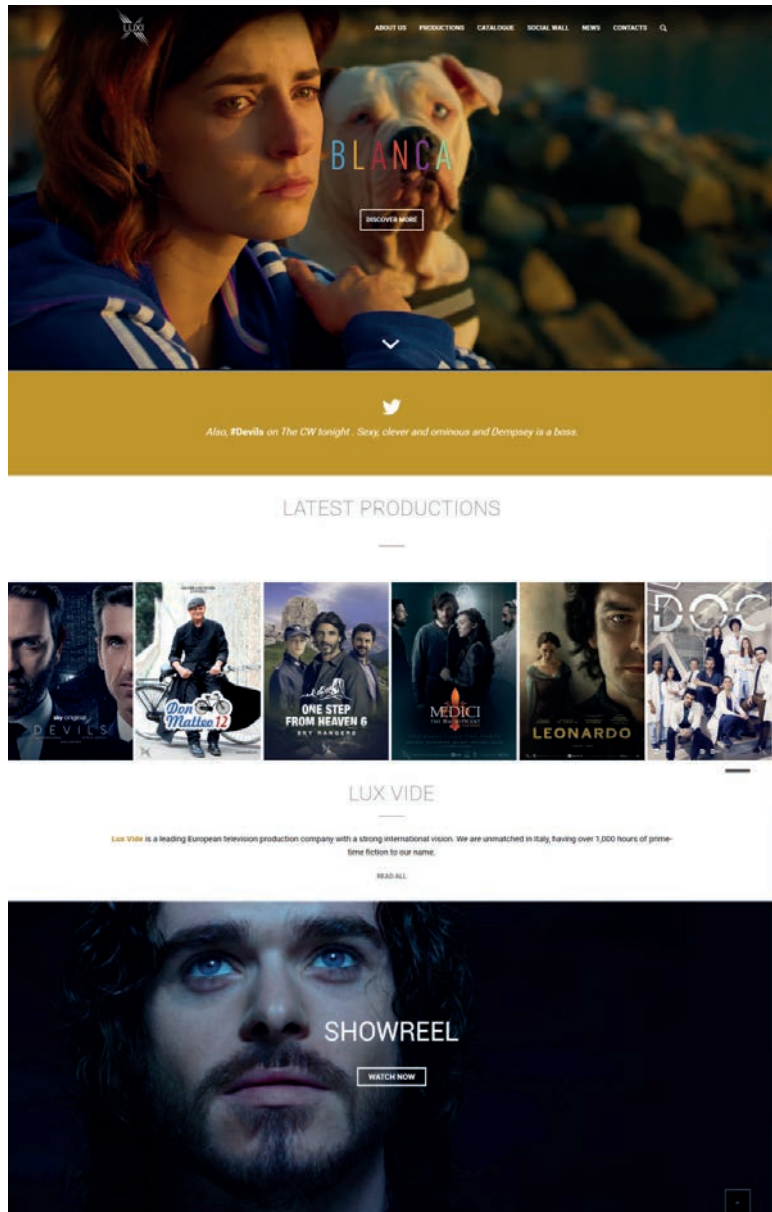 LUX
ABOUT US PRODUCTIONS CATALOGUE SOCIAL WALL NEWS CONTACTS
BLANCA
DISCOVER MORE
Also, #Devils on The CW tonight . Sexy, clever and ominous and Dempsey is a boss.
LATEST PRODUCTIONS
sky original
DEVILS
Don
Matteo 12
ONE STEP
FROM HEAVEN 6
SKY RANGERS
MEDICI
THE MAGNIFICENT
LEONARDO
DOC
LUX VIDE
Lux Vide is a leading European television production company with a strong international vision. We are unmatched in Italy, having over 1,000 hours of prime-
time fiction to our name.
READ ALL
SHOWREEL
WATCH NOW